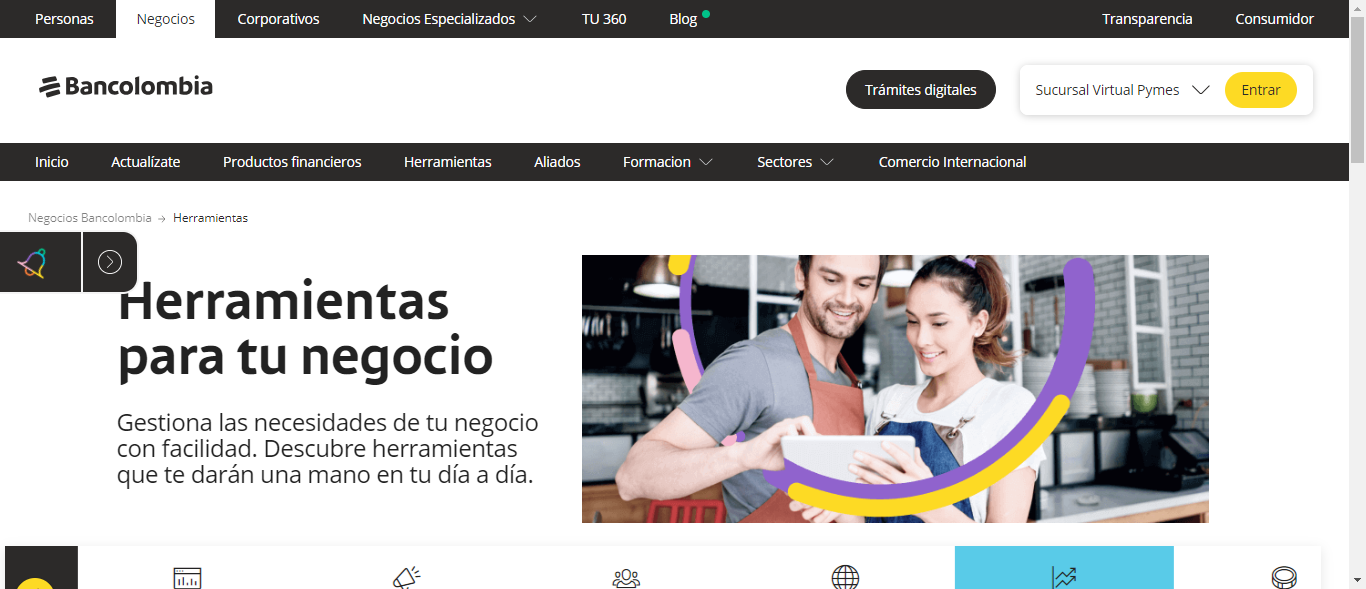 Personas Negocios Corporativos Negocios Especializados TU 360 Blog Transparencia Consumidor
Bancolombia
Trámites digitales
Sucursal Virtual Pymes
Entrar
Inicio Actualízate Productos financieros Herramientas Aliados Formacion Sectores Comercio Internacional
Negocios Bancolombia → Herramientas
Herramientas
para tu negocio
Gestiona las necesidades de tu negocio
con facilidad. Descubre herramientas
que te darán una mano en tu día a día.